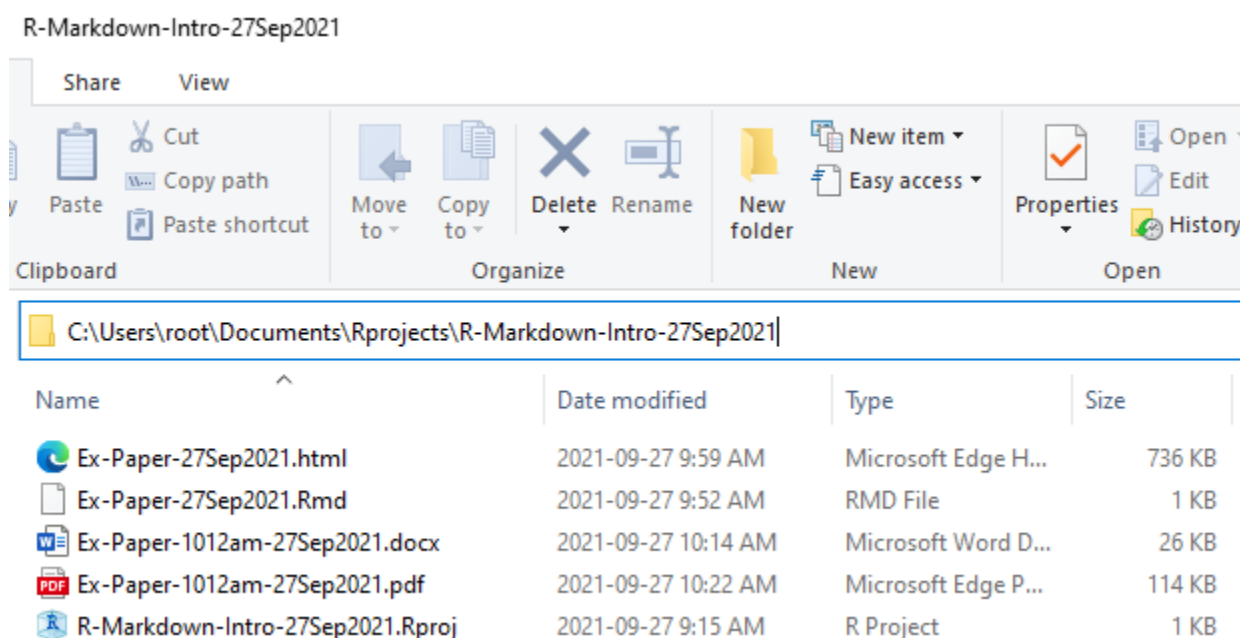 R-Markdown-Intro-27Sep2021
Share View
Cut
Copy path
Paste shortcut
Paste
Move to
Copy to
Delete
Rename
New folder
New item
Easy access
Properties
Open
Edit
History
Clipboard
Organize
New
Open
C:\Users\root\Documents\Rprojects\R-Markdown-Intro-27Sep2021
Name Date modified Type Size
Ex-Paper-27Sep2021.html 2021-09-27 9:59 AM Microsoft Edge H... 736 KB
Ex-Paper-27Sep2021.Rmd 2021-09-27 9:52 AM RMD File 1 KB
Ex-Paper-1012am-27Sep2021.docx 2021-09-27 10:14 AM Microsoft Word D... 26 KB
PDF Ex-Paper-1012am-27Sep2021.pdf 2021-09-27 10:22 AM Microsoft Edge P... 114 KB
R-Markdown-Intro-27Sep2021.Rproj 2021-09-27 9:15 AM R Project 1 KB